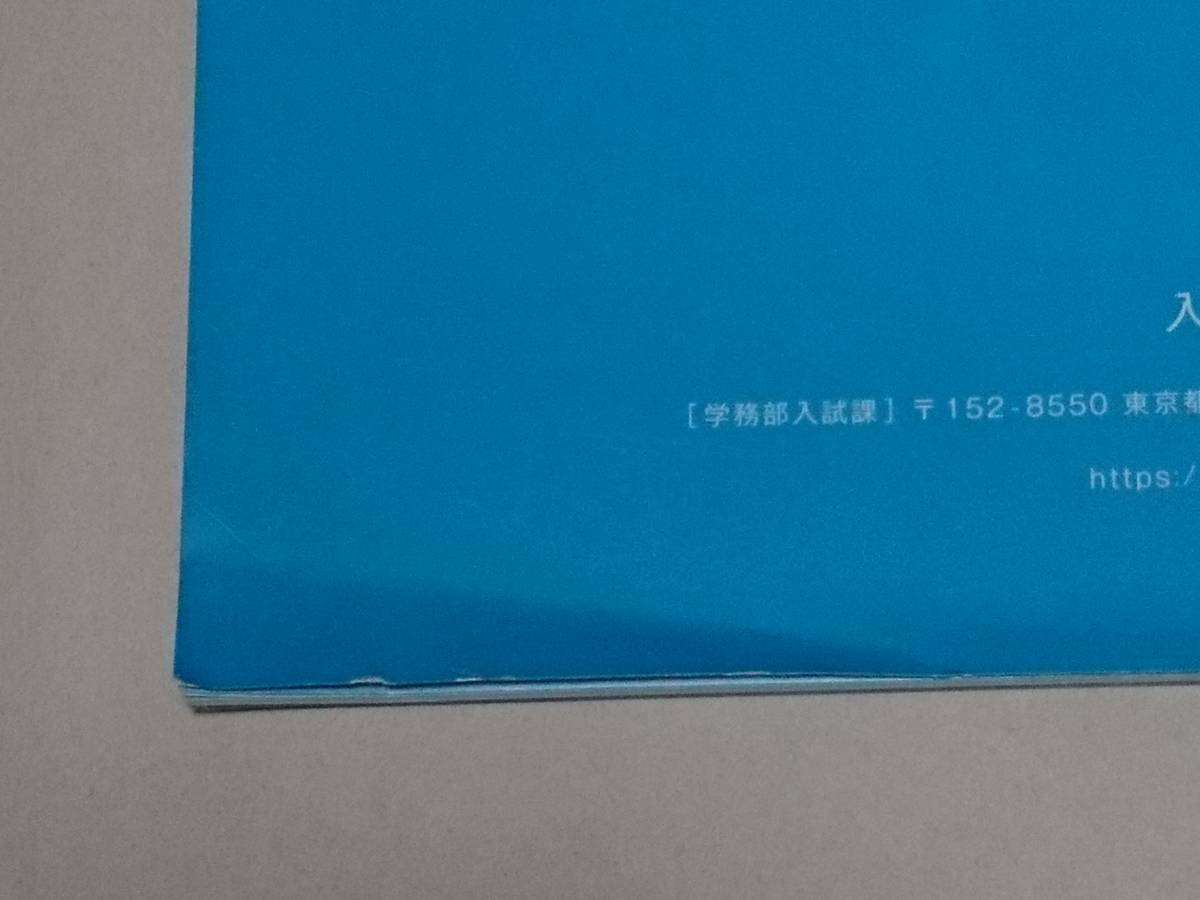 入
[学務部入試課] 〒152-8550 東京都
https:/